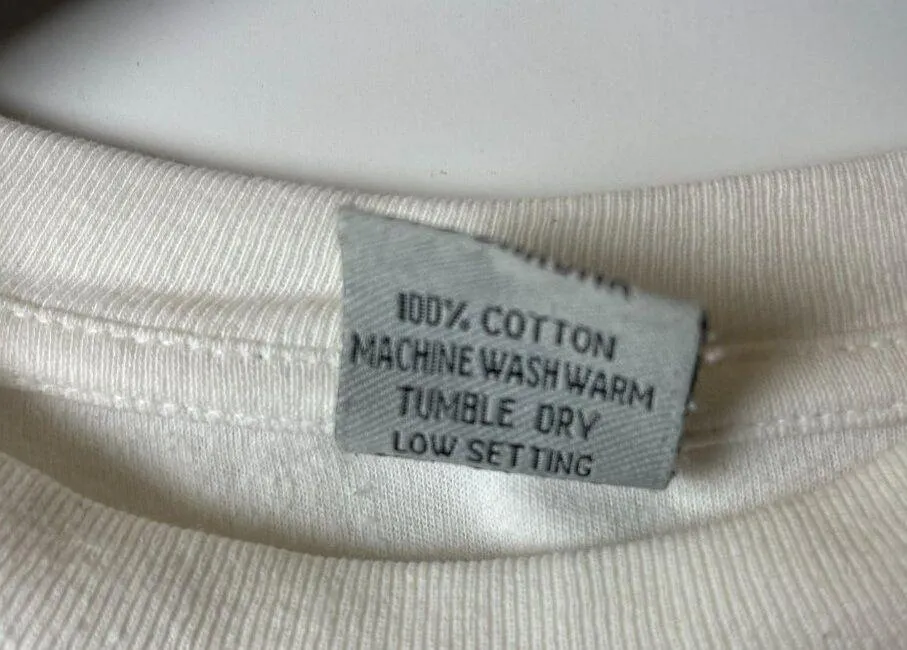 100% COTTON
MACHINE WASH WARM
TUMBLE DRY
LOW SETTING